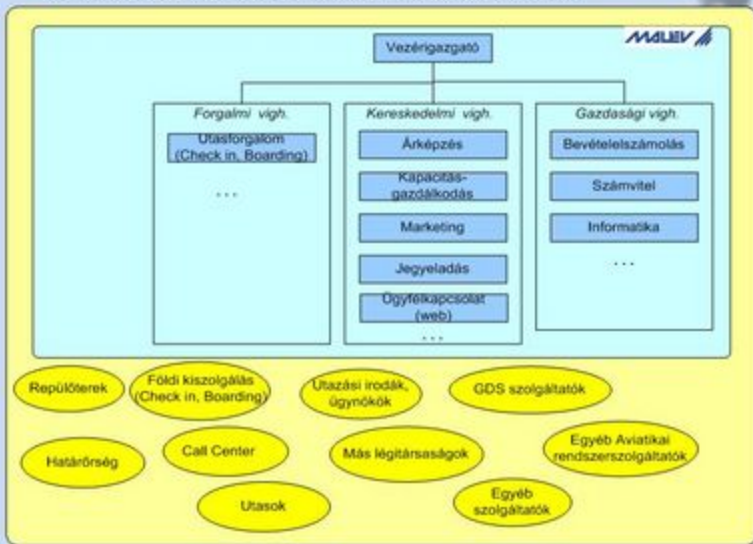 MALÉV
Vezérigazgató
Forgalmi vigh.
Utasforgalom
(Check in, Boarding)
...
Kereskedelmi vigh.
Árképzés
Kapacitás-
gazdálkodás
Marketing
Jegyeladás
Ügyfélkapcsolat
(web)
...
Gazdasági vigh.
Bevételelszámolás
Számvitel
Informatika
...
Repülőterek
Földi kiszolgálás
(Check in, Boarding)
Utazási irodák,
ügynökök
GDS szolgáltatók
Határőrség
Call Center
Más légitársaságok
Egyéb Aviatikai
rendszerszolgáltatók
Utasok
Egyéb
szolgáltatók